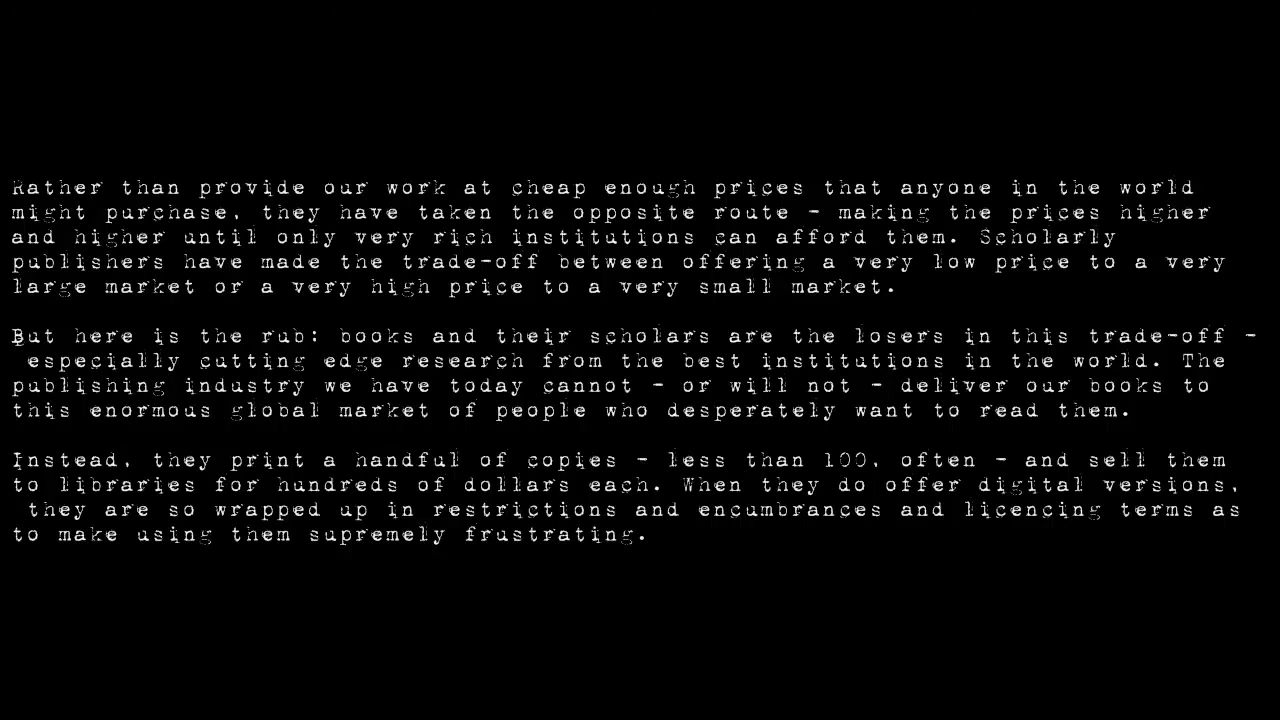 Rather than provide our work at cheap enough prices that anyone in the world
might purchase, they have taken the opposite route - making the prices higher
and higher until only very rich institutions can afford them. Scholarly
publishers have made the trade-off between offering a very low price to a very
large market or a very high price to a very small market.

But here is the rub: books and their scholars are the losers in this trade-off -
especially cutting edge research from the best institutions in the world. The
publishing industry we have today cannot - or will not - deliver our books to
this enormous global market of people who desperately want to read them.

Instead, they print a handful of copies - less than 100, often - and sell them
to libraries for hundreds of dollars each. When they do offer digital versions,
they are so wrapped up in restrictions and encumbrances and licencing terms as
to make using them supremely frustrating.